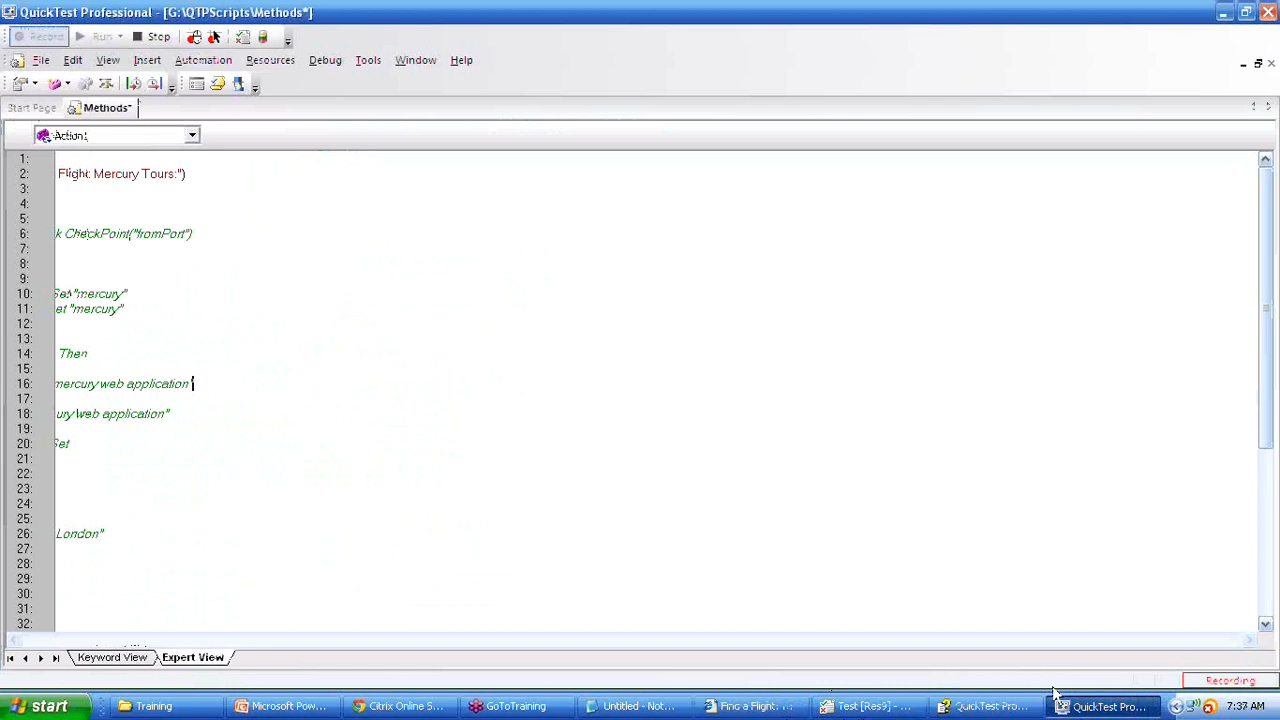 QuickTest Professional - [G:\QTPScripts\Methods*]
Record Run Stop
File Edit View Insert Automation Resources Debug Tools Window Help
Start Page Methods*
Action1
1:
2: Flight: Mercury Tours:")
3:
4:
5:
6: k CheckPoint("fromPort")
7:
8:
9:
10: Set "mercury"
11: et "mercury"
12:
13:
14: Then
15:
16: mercury web application"
17:
18: ury Web application"
19:
20: Set
21:
22:
23:
24:
25:
26: London"
27:
28:
29:
30:
31:
32:
Keyword View Expert View
Recording
start Training Microsoft Pow... Citrix Online S... GoToTraining Untitled - Not... Find a Flight: ... Test [Res9] - ... QuickTest Pro... QuickTest Pro... 7:37 AM